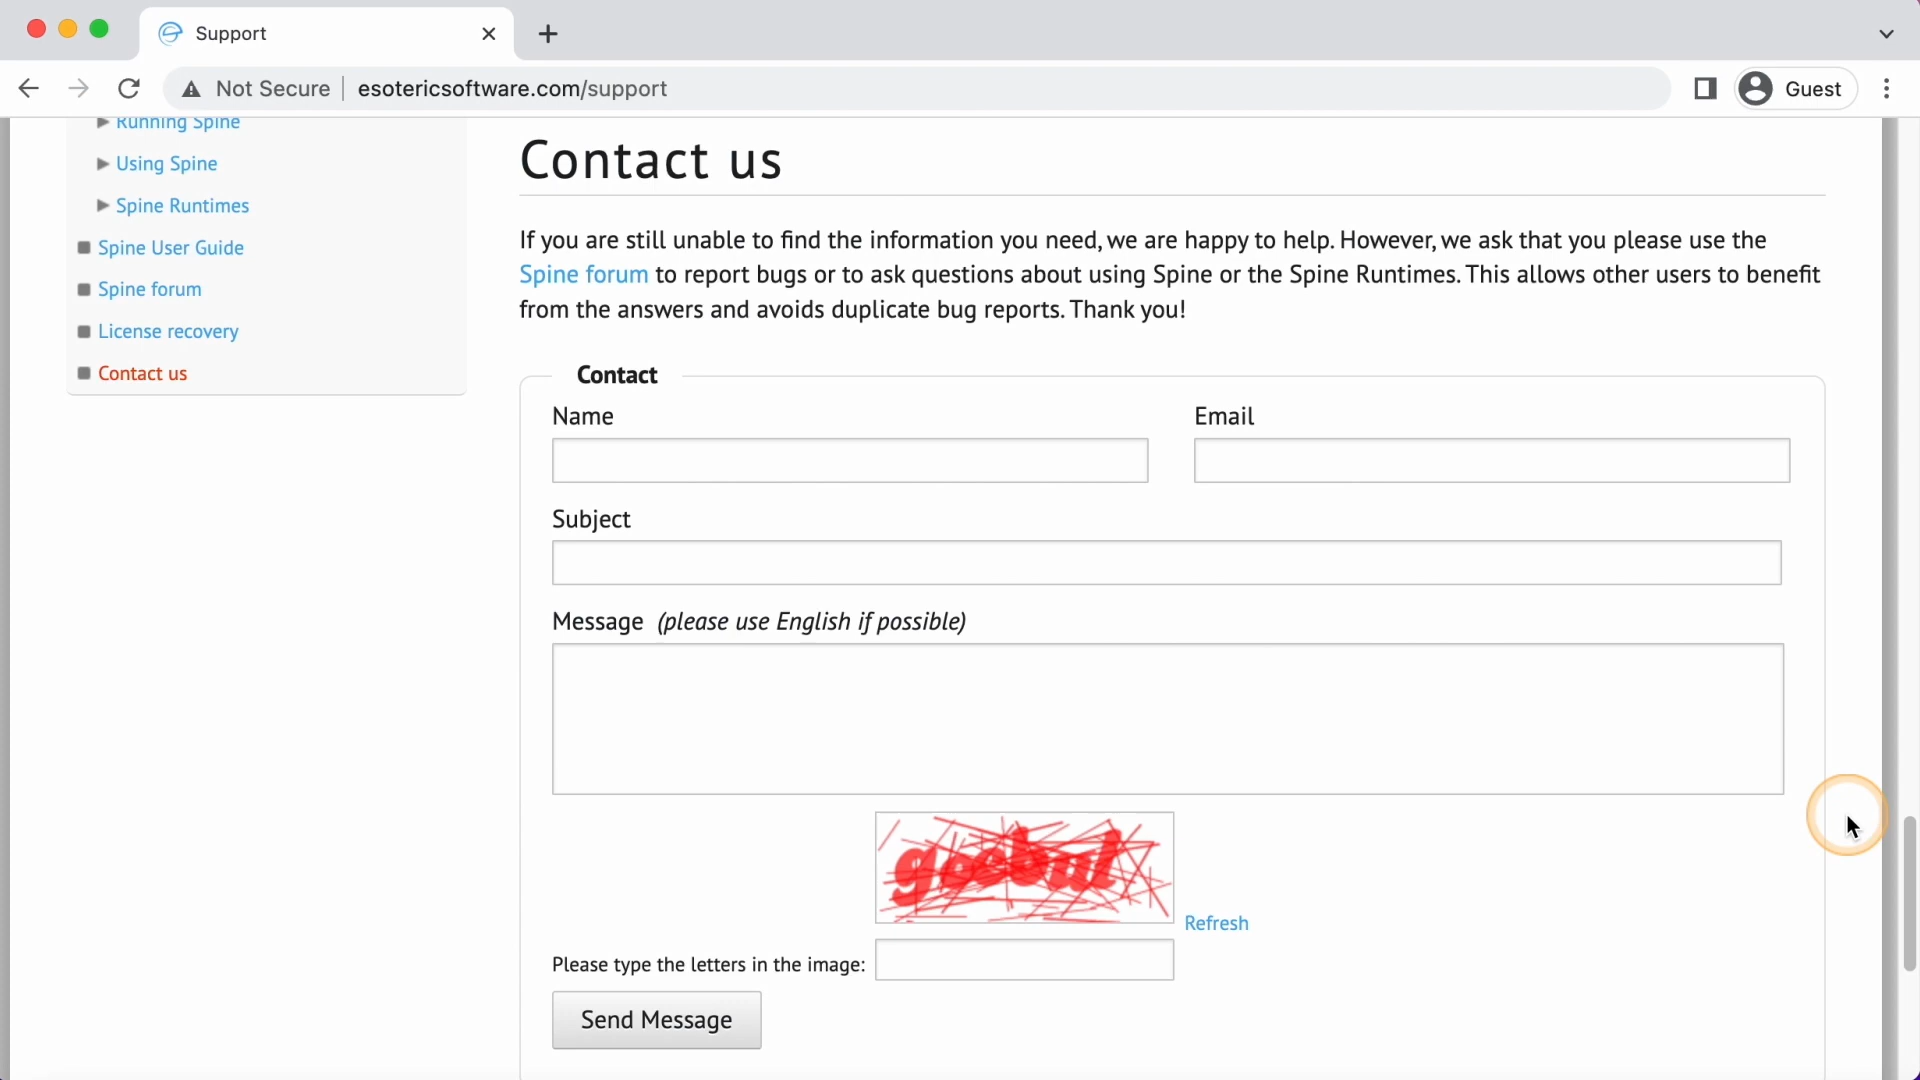 Support
Not Secure
esotericsoftware.com/support
Guest
Running Spine
Using Spine
Spine Runtimes
Spine User Guide
Spine forum
License recovery
Contact us
Contact us
If you are still unable to find the information you need, we are happy to help. However, we ask that you please use the
Spine forum to report bugs or to ask questions about using Spine or the Spine Runtimes. This allows other users to benefit
from the answers and avoids duplicate bug reports. Thank you!
Contact
Name
Email
Subject
Message (please use English if possible)
Refresh
Please type the letters in the image:
Send Message